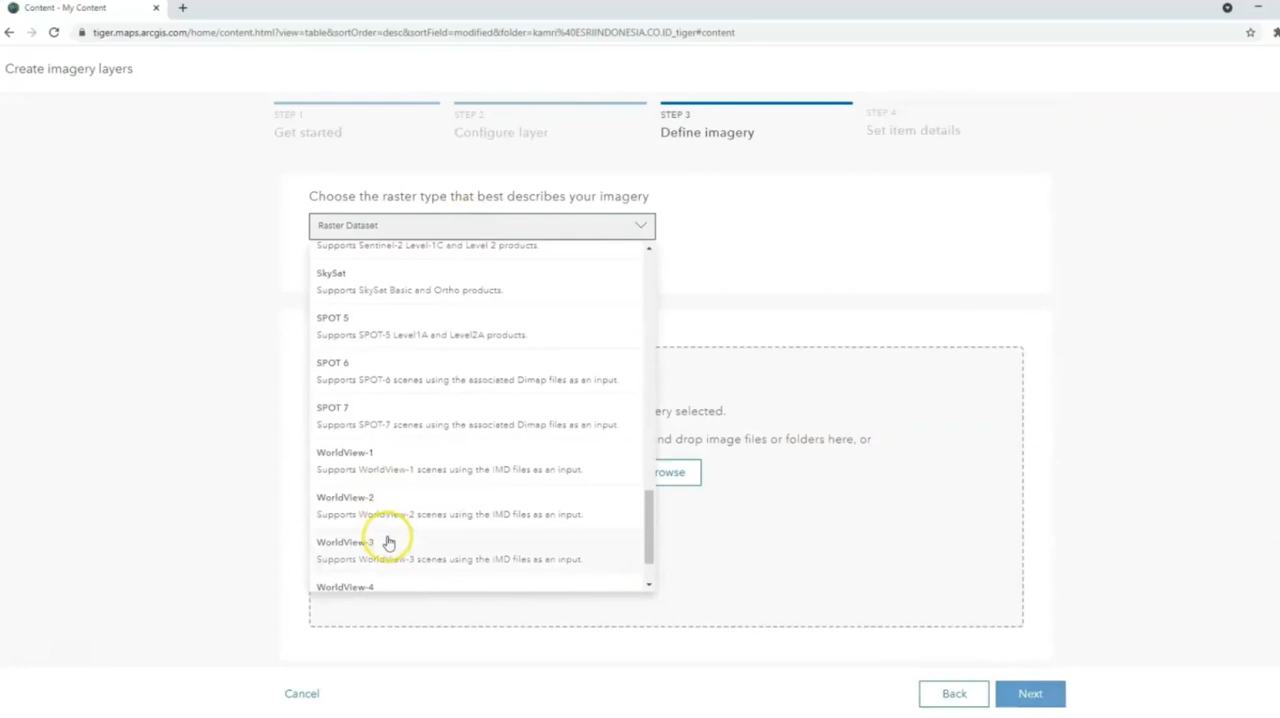 Content - My Content
tiger.maps.arcgis.com/home/content.html?view=table&sortOrder=desc&sortField=modified&folder=kamri%40ESRIINDONESIA.CO.ID_tiger#content
Create imagery layers
STEP 1
Get started
STEP 2
Configure layer
STEP 3
Define imagery
STEP 4
Set item details
Choose the raster type that best describes your imagery
Raster Dataset
Supports Sentinel-2 Level-1C and Level 2 products.
SkySat
Supports SkySat Basic and Ortho products.
SPOT 5
Supports SPOT-5 Level1A and Level2A products.
SPOT 6
Supports SPOT-6 scenes using the associated Dimap files as an input.
SPOT 7
Supports SPOT-7 scenes using the associated Dimap files as an input.
WorldView-1
Supports WorldView-1 scenes using the IMD files as an input.
WorldView-2
Supports WorldView-2 scenes using the IMD files as an input.
WorldView-3
Supports WorldView-3 scenes using the IMD files as an input.
WorldView-4
ery selected.
nd drop image files or folders here, or
rowse
Cancel
Back
Next